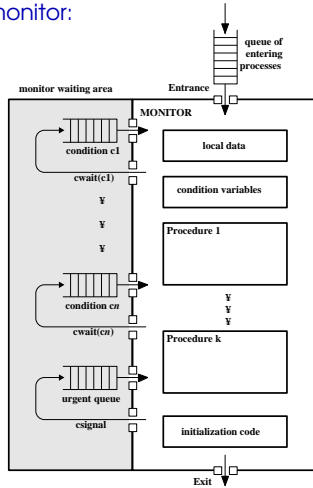 monitor:
queue of
entering
processes
Entrance
monitor waiting area
MONITOR
condition c1
local data
cwait(c1)
condition variables
¥
¥
¥
Procedure 1
condition cn
cwait(cn)
¥
¥
¥
Procedure k
urgent queue
csignal
initialization code
Exit